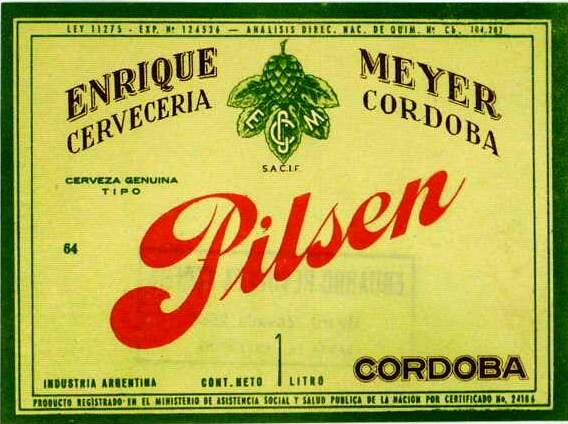 LEY 11275 - EXP. Nº 124526 - ANALISIS DIREC. NAC. DE QUIM. Nº Cb. 104.202
ENRIQUE MEYER
CERVECERIA CORDOBA
E C M
S.A.C.I.F.
CERVEZA GENUINA
TIPO
Pilsen
64
INDUSTRIA ARGENTINA CONT. NETO 1 LITRO CORDOBA
PRODUCTO REGISTRADO EN EL MINISTERIO DE ASISTENCIA SOCIAL Y SALUD PUBLICA DE LA NACION POR CERTIFICADO No. 24186